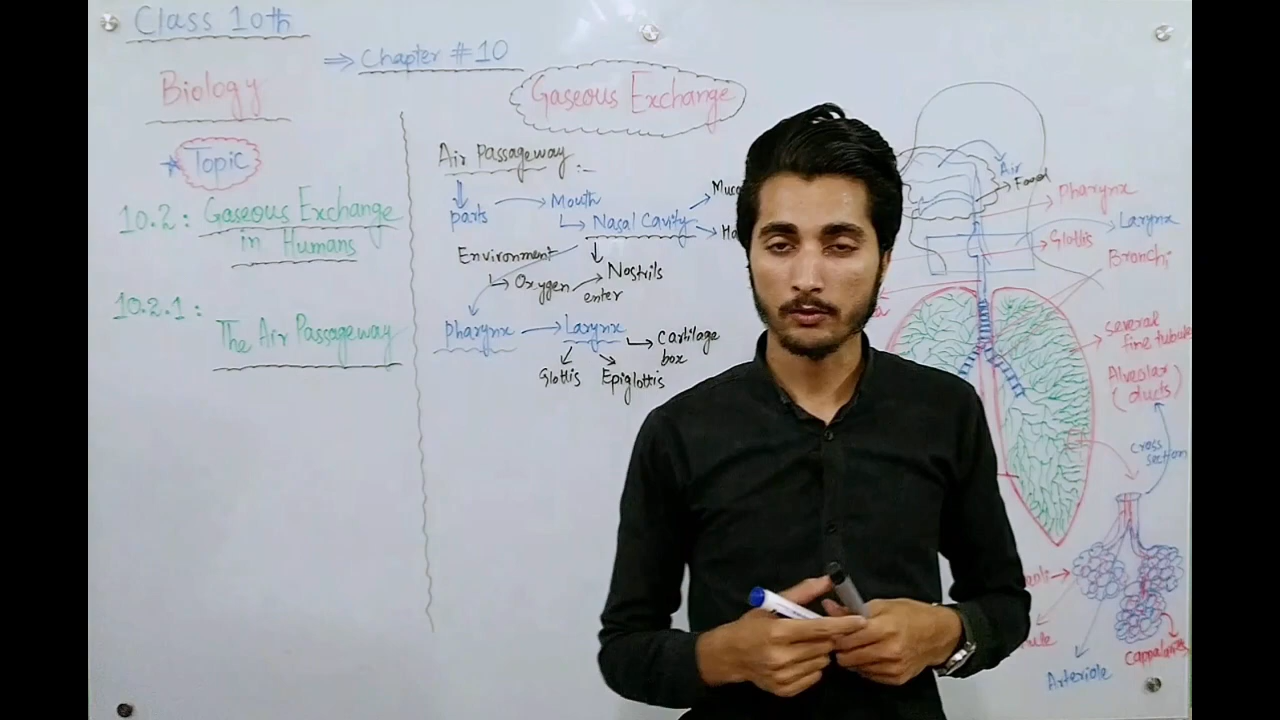 Class 10th
⇒ Chapter # 10
Biology
Gaseous Exchange
Topic
10.2: Gaseous Exchange
in Humans
10.2.1:
The Air Passageway
Air Passageway :-
parts
Mouth
Nasal Cavity
Environment
Oxygen
enter
Nostrils
Pharynx
Larynx
Cartilage
box
Glottis
Epiglottis
Air
Food
Pharynx
Larynx
Glottis
Bronchi
several
fine tubule
Alveolar
(ducts)
cross
section
Arteriole
Cappalaries